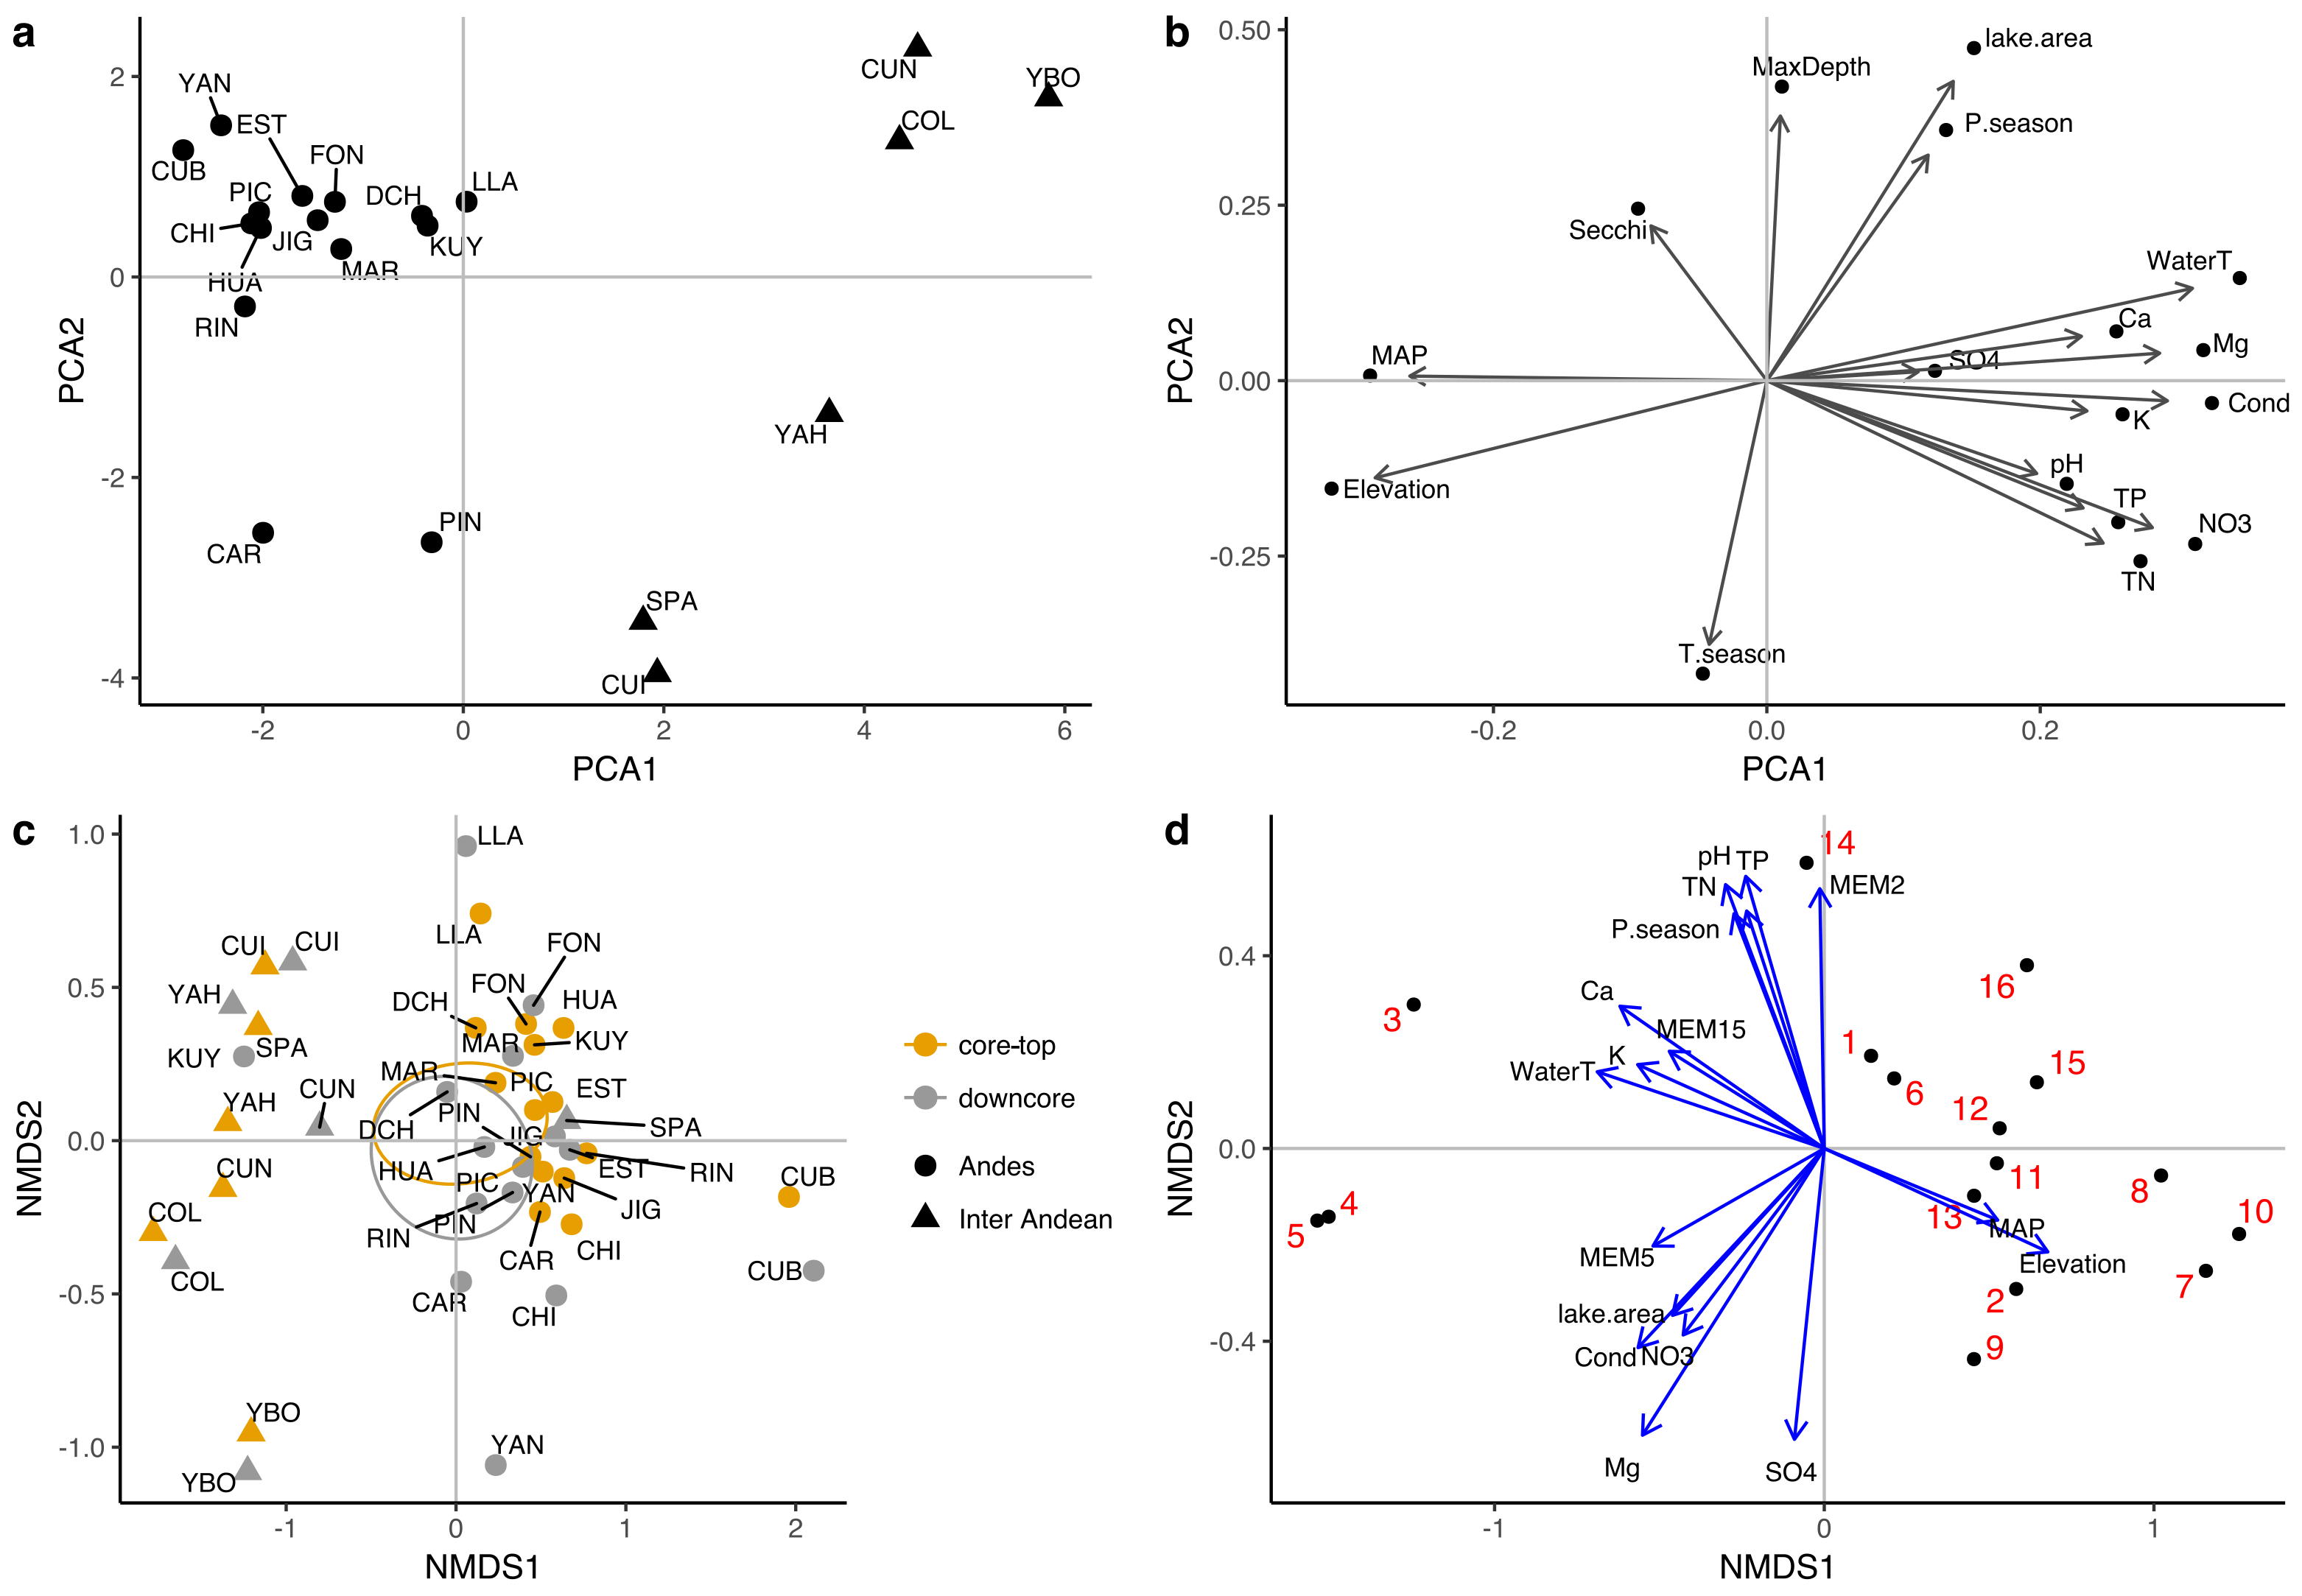 a
CUN
YBO
COL
YAN
EST
CUB
FON
PIC
DCH
LLA
CHI
JIG
KUY
MAR
HUA
RIN
YAH
PIN
CAR
SPA
CUI
2
0
-2
-4
-2
0
2
4
6
PCA1
PCA2
b
lake.area
MaxDepth
P.season
Secchi
WaterT
Ca
Mg
MAP
SO4
Cond
K
Elevation
pH
TP
NO3
TN
T.season
0.50
0.25
0.00
-0.25
-0.2
0.0
0.2
PCA1
PCA2
c
LLA
LLA
CUI
CUI
FON
FON
YAH
DCH
HUA
MAR
KUY
KUY
SPA
MAR
PIC
EST
CUN
YAH
PIN
DCH
JIG
SPA
CUN
HUA
EST
RIN
PIC
YAN
CUB
COL
PIN
JIG
RIN
CAR
CHI
COL
CUB
CAR
CHI
YBO
YAN
YBO
1.0
0.5
0.0
-0.5
-1.0
-1
0
1
2
NMDS1
NMDS2
core-top
downcore
Andes
Inter Andean
d
14
pH
TP
TN
MEM2
P.season
16
Ca
3
MEM15
1
K
15
WaterT
6
12
11
8
4
13
10
5
MAP
MEM5
Elevation
7
2
lake.area
9
Cond
NO3
Mg
SO4
0.4
0.0
-0.4
-1
0
1
NMDS1
NMDS2